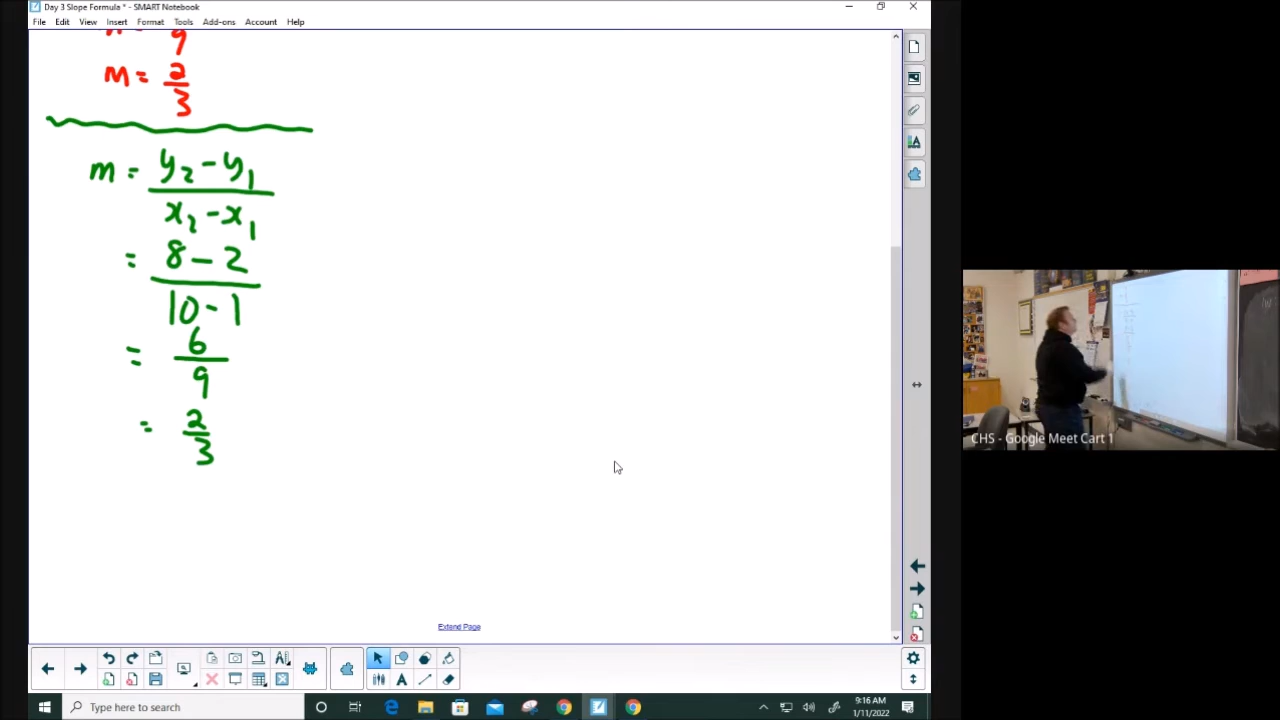 Day 3 Slope Formula * - SMART Notebook
File Edit View Insert Format Tools Add-ons Account Help
9
m = 2/3
m = y₂ - y₁ / x₂ - x₁
= 8 - 2 / 10 - 1
= 6/9
= 2/3
CHS - Google Meet Cart 1
Extend Page
Type here to search
9:16 AM
1/11/2022